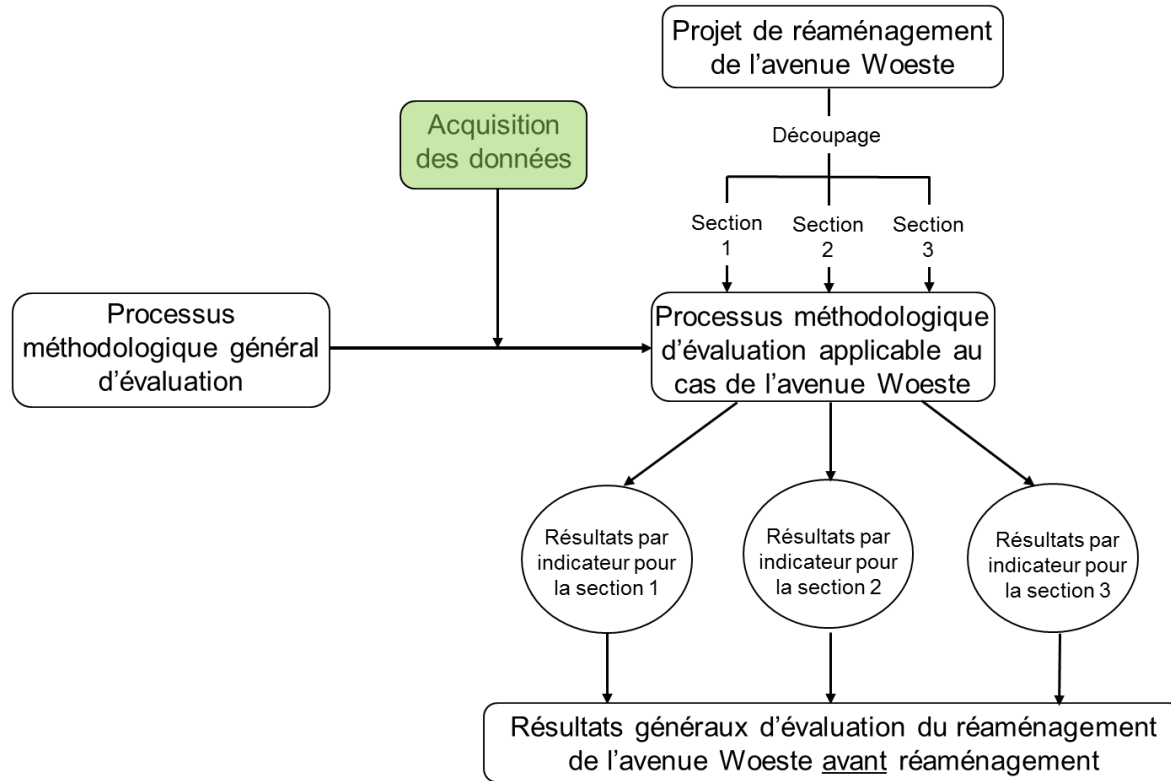 Projet de réaménagement
de l’avenue Woeste
Acquisition
des données
Découpage
Section
1
Section
2
Section
3
Processus
méthodologique général
d’évaluation
Processus méthodologique
d’évaluation applicable au
cas de l’avenue Woeste
Résultats par
indicateur pour
la section 1
Résultats par
indicateur pour
la section 2
Résultats par
indicateur pour
la section 3
Résultats généraux d’évaluation du réaménagement
de l’avenue Woeste avant réaménagement